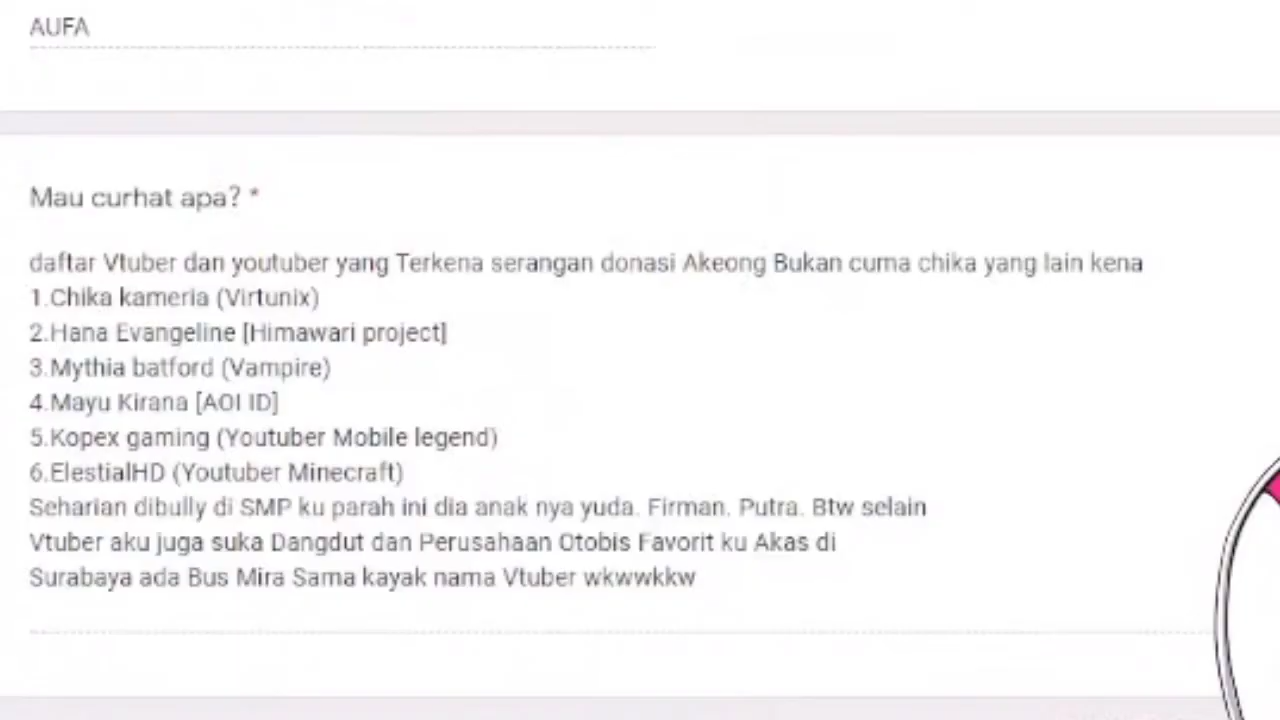 AUFA
Mau curhat apa? *
daftar Vtuber dan youtuber yang Terkena serangan donasi Akeong Bukan cuma chika yang lain kena
1.Chika kameria (Virtunix)
2.Hana Evangeline [Himawari project]
3.Mythia batford (Vampire)
4.Mayu Kirana [AOI ID]
5.Kopex gaming (Youtuber Mobile legend)
6.ElestialHD (Youtuber Minecraft)
Seharian dibully di SMP ku parah ini dia anak nya yuda. Firman. Putra. Btw selain
Vtuber aku juga suka Dangdut dan Perusahaan Otobis Favorit ku Akas di
Surabaya ada Bus Mira Sama kayak nama Vtuber wkwwkkw